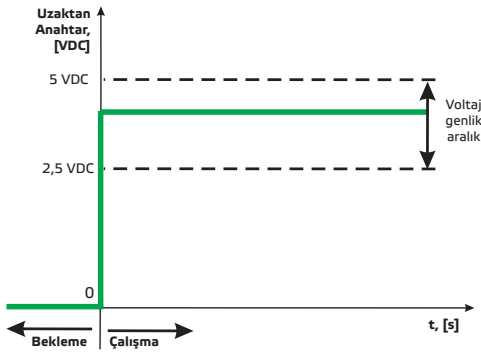 Uzaktan
Anahtar,
[VDC]
5 VDC
Voltaj
genlik
aralık
2,5 VDC
0
t, [s]
Bekleme
Çalışma